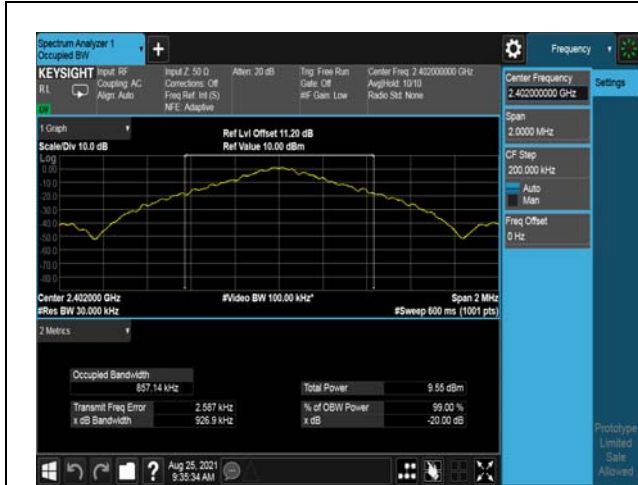 Spectrum Analyzer 1
Occupied BW
Frequency
KEYSIGHT
RL
Input: RF
Coupling: AC
Align: Auto
Input Z: 50 Ω
Corrections: Off
Freq Ref: Int (S)
NFE: Adaptive
Atten: 20 dB
Trig: Free Run
Gate: Off
#IF Gain: Low
Center Freq: 2.402000000 GHz
Avg|Hold: 10/10
Radio Std: None
Center Frequency
2.402000000 GHz
Settings
Span
2.0000 MHz
CF Step
200.000 kHz
Auto
Man
Freq Offset
0 Hz
1 Graph
Scale/Div 10.0 dB
Ref Lvl Offset 11.20 dB
Ref Value 10.00 dBm
Log
0.00
-10.0
-20.0
-30.0
-40.0
-50.0
-60.0
-70.0
-80.0
Center 2.402000 GHz
#Res BW 30.000 kHz
#Video BW 100.00 kHz*
Span 2 MHz
#Sweep 600 ms (1001 pts)
2 Metrics
Occupied Bandwidth
857.14 kHz
Total Power 9.55 dBm
Transmit Freq Error 2.587 kHz
% of OBW Power 99.00 %
x dB Bandwidth 926.9 kHz
x dB -20.00 dB
Prototype
Limited
Sale
Allowed
?
Aug 25, 2021
9:35:34 AM